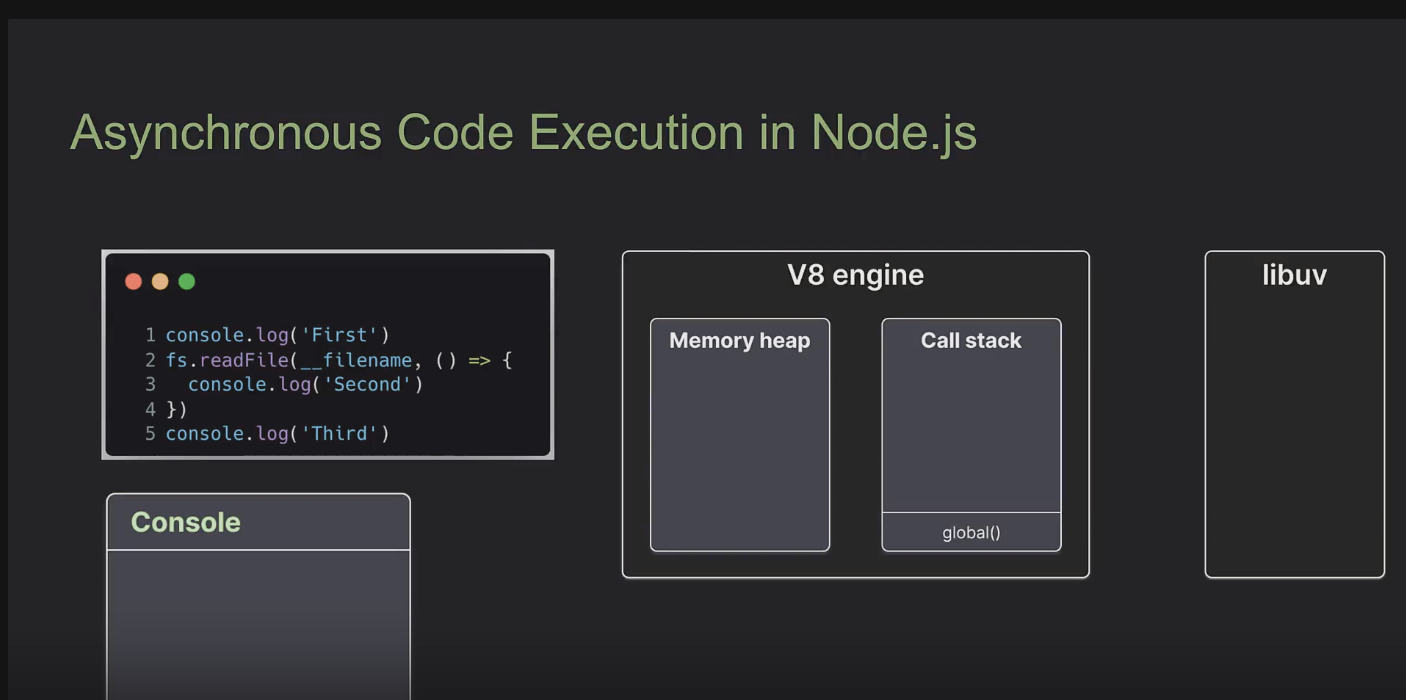 Asynchronous Code Execution in Node.js
1 console.log('First')
2 fs.readFile(__filename, () => {
3   console.log('Second')
4 })
5 console.log('Third')
Console
V8 engine
Memory heap
Call stack
global()
libuv